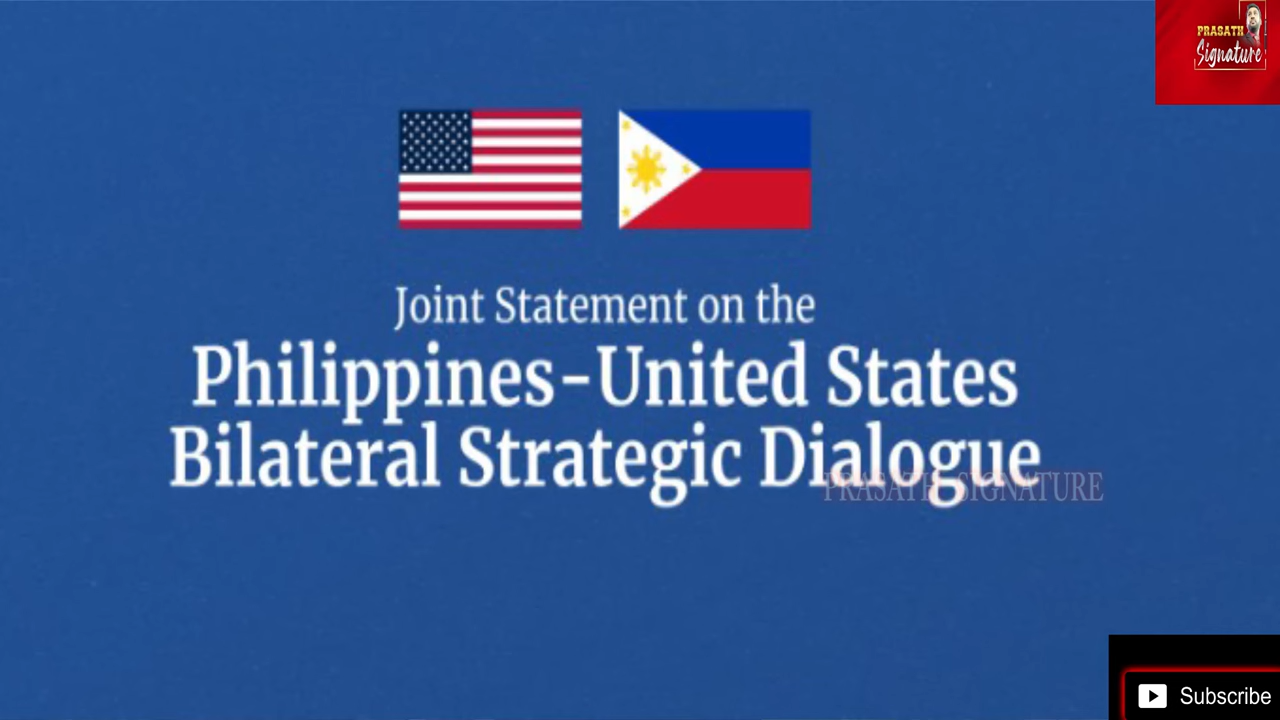 PRASATH
Signature
Joint Statement on the
Philippines-United States
Bilateral Strategic Dialogue
PRASATH SIGNATURE
Subscribe